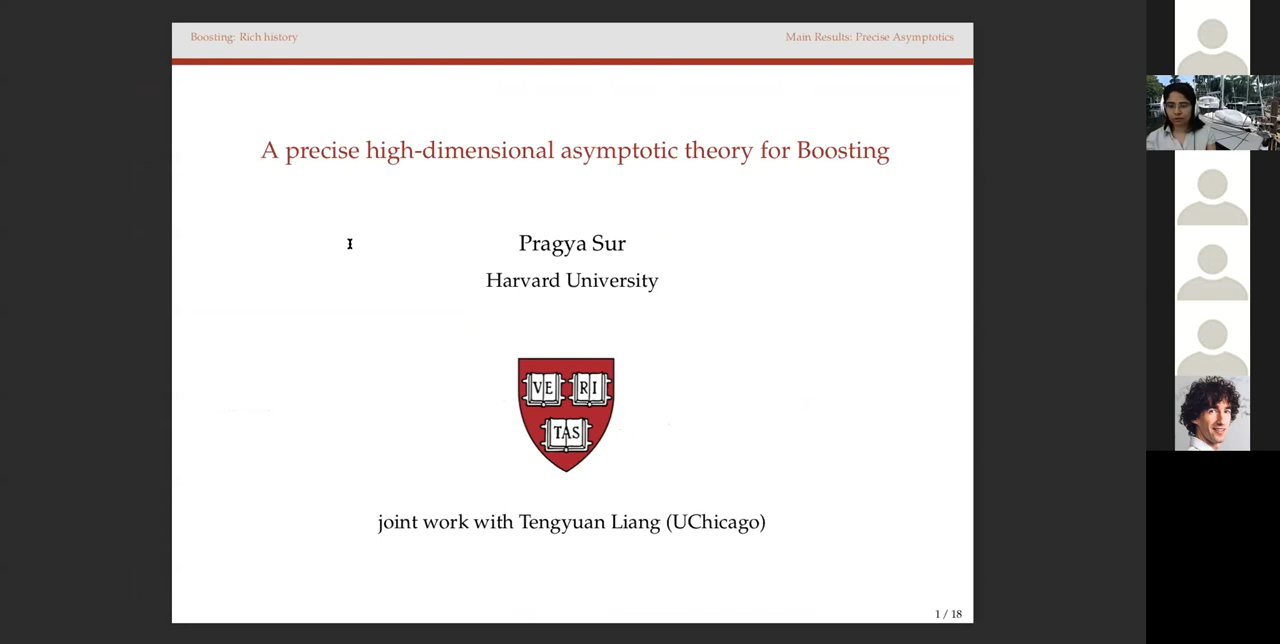 Boosting: Rich history
Main Results: Precise Asymptotics
A precise high-dimensional asymptotic theory for Boosting
Pragya Sur
Harvard University
VE RI
TAS
joint work with Tengyuan Liang (UChicago)
1 / 18